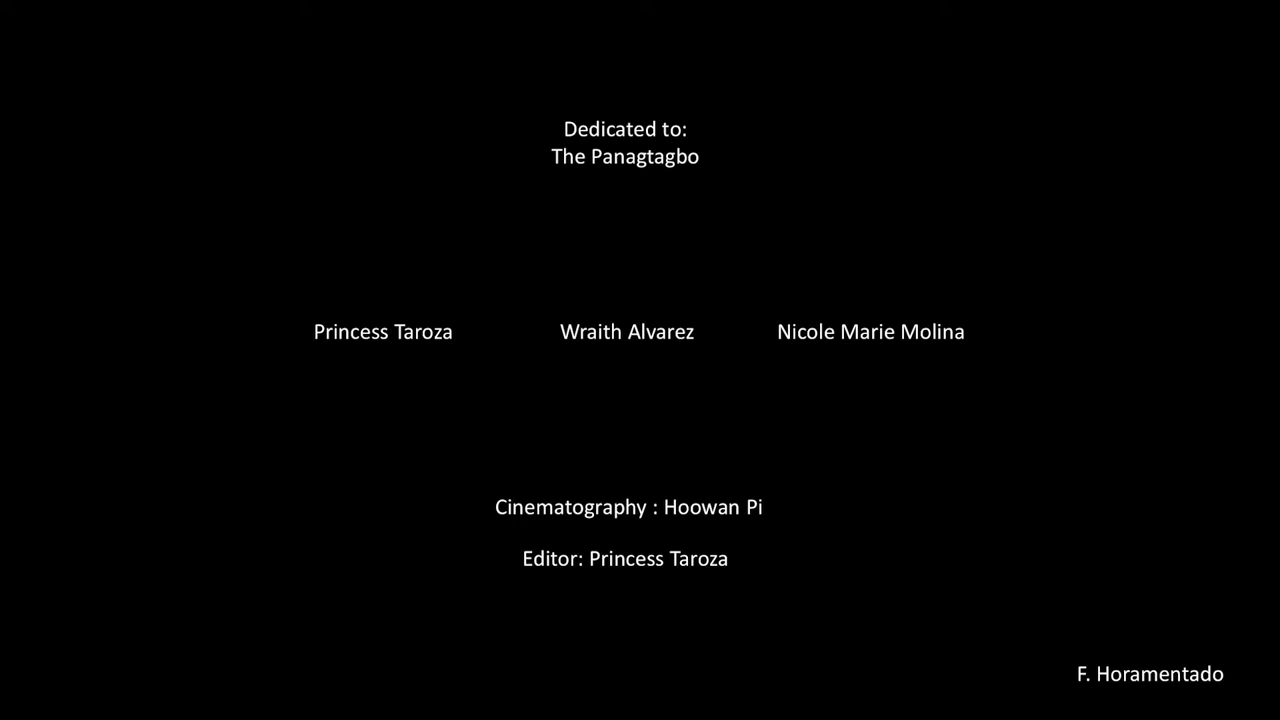 Dedicated to:
The Panagtagbo
Princess Taroza Wraith Alvarez Nicole Marie Molina
Cinematography : Hoowan Pi
Editor: Princess Taroza
F. Horamentado